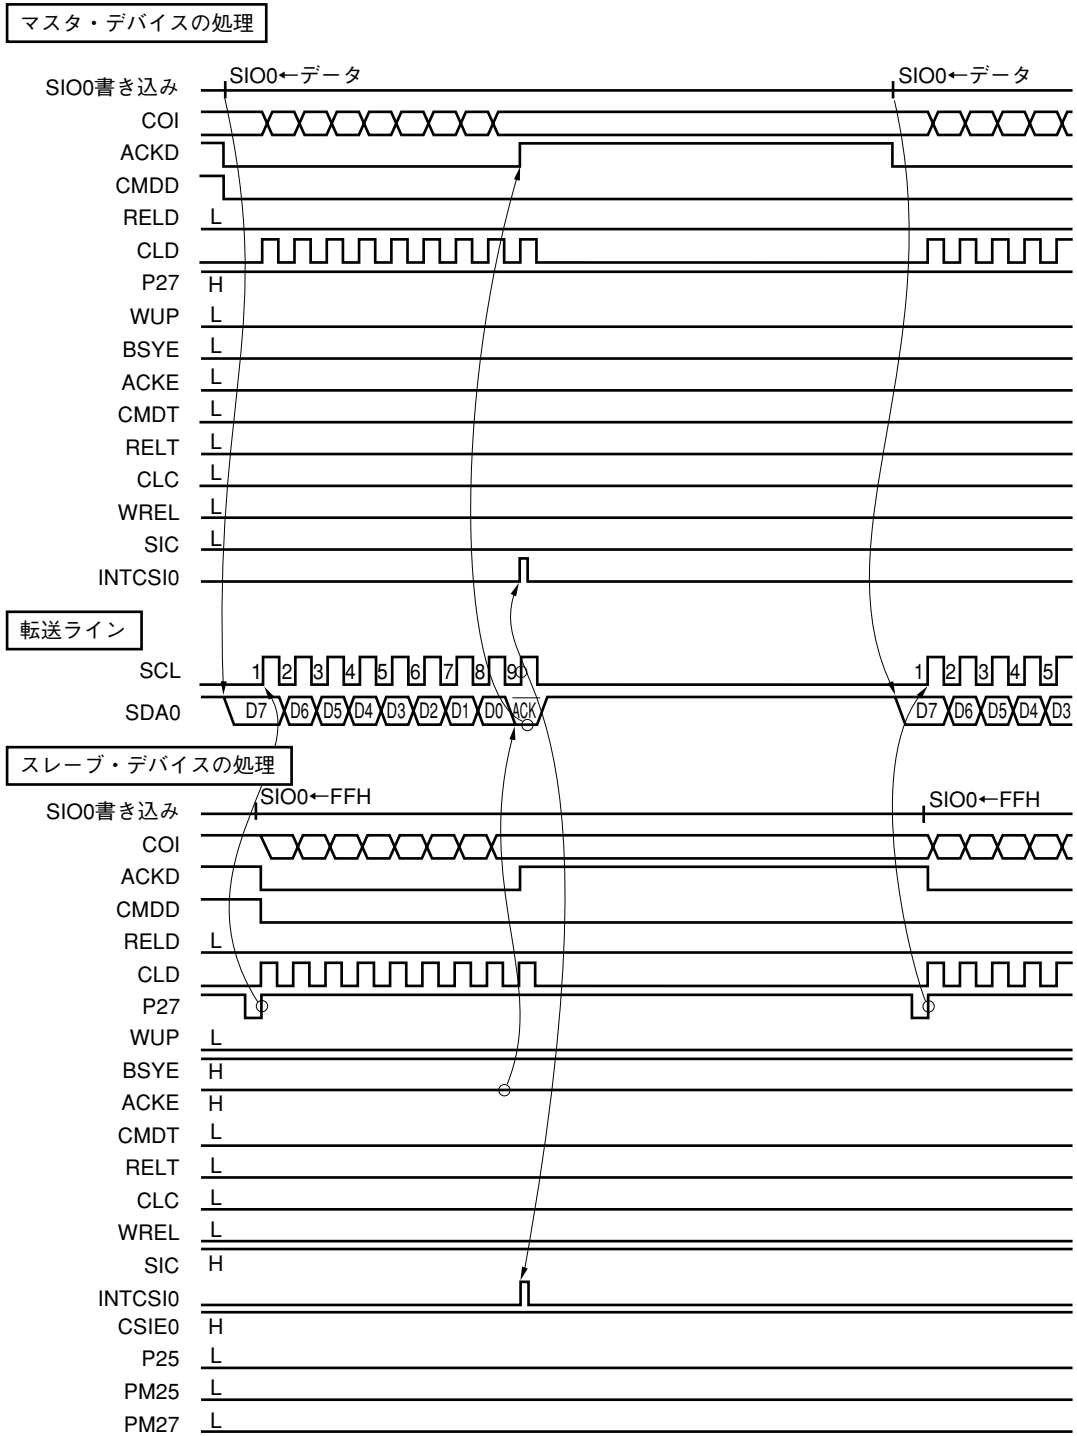 マスタ・デバイスの処理
SIO0書き込み SIO0←データ SIO0←データ
COI
ACKD
CMDD
RELD L
CLD
P27 H
WUP L
BSYE L
ACKE L
CMDT L
RELT L
CLC L
WREL L
SIC L
INTCSI0
転送ライン
SCL 1 2 3 4 5 6 7 8 9 1 2 3 4 5
SDA0 D7 D6 D5 D4 D3 D2 D1 D0 ACK D7 D6 D5 D4 D3
スレーブ・デバイスの処理
SIO0書き込み SIO0←FFH SIO0←FFH
COI
ACKD
CMDD
RELD L
CLD
P27
WUP L
BSYE H
ACKE H
CMDT L
RELT L
CLC L
WREL L
SIC H
INTCSI0
CSIE0 H
P25 L
PM25 L
PM27 L